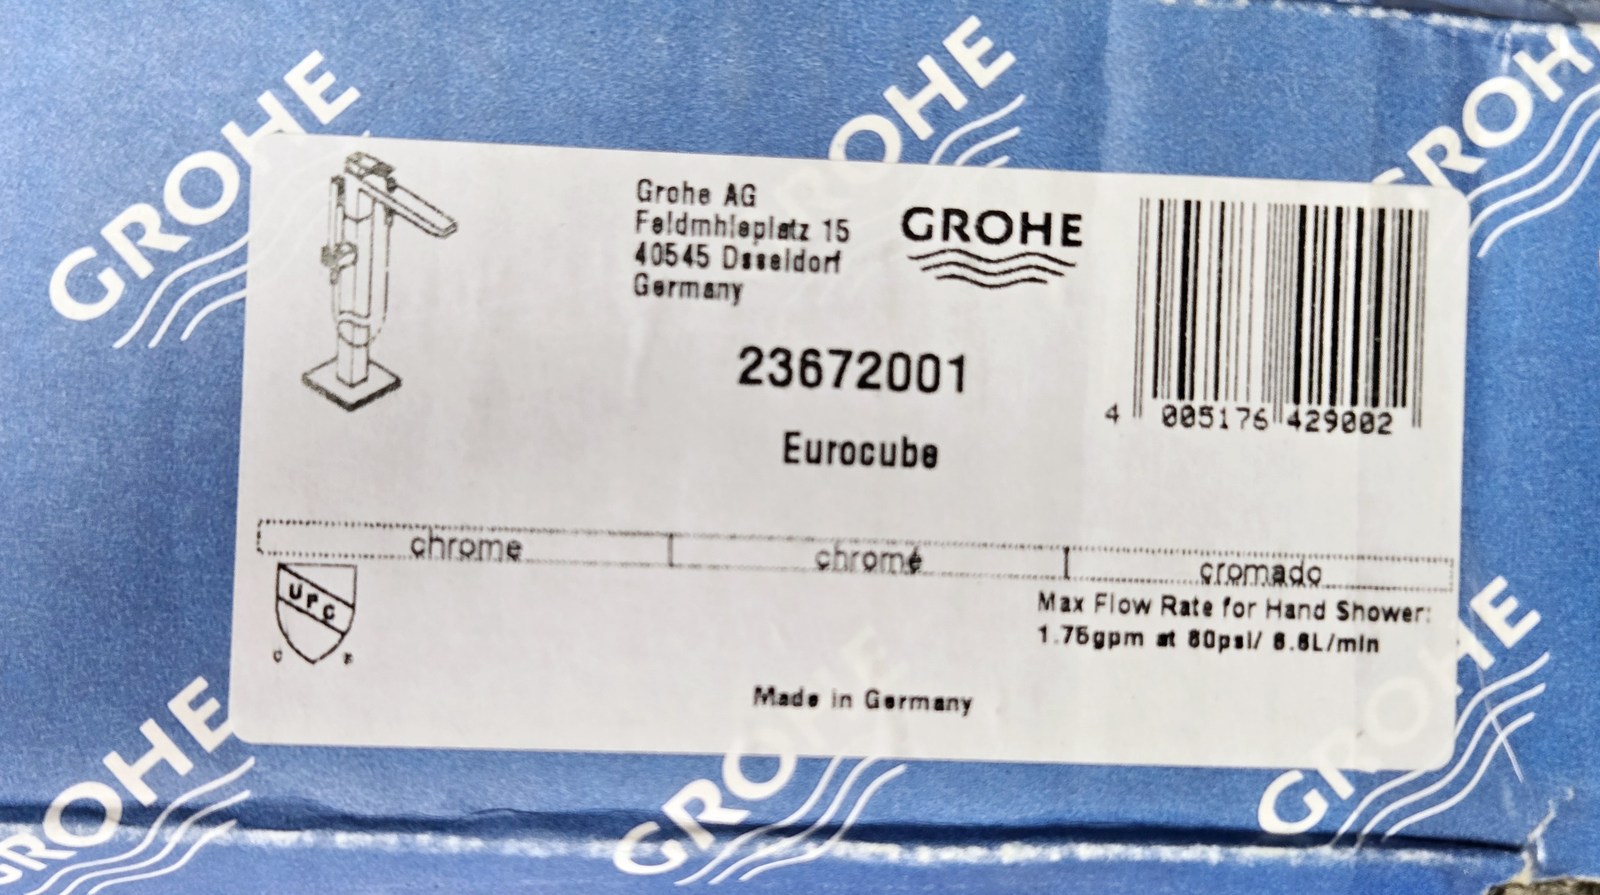 GROHE
GROHE
GROHE
Grohe AG
Feldmhleplatz 15
40545 Dsseldorf
Germany
GROHE
23672001
Eurocube
4 005176 429002
chrome chromé cromado
UPC
C
Max Flow Rate for Hand Shower:
1.75gpm at 80psi/ 6.6L/min
Made in Germany
GROHE
GROHE
GROHE